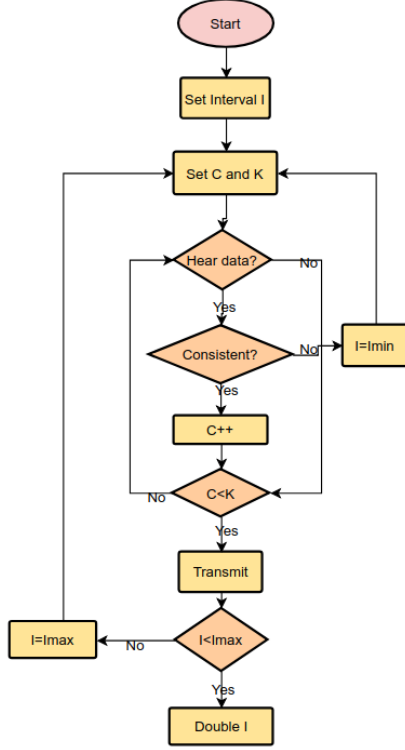 Start
Set Interval I
Set C and K
Hear data?
No
Yes
Consistent?
No
I=Imin
Yes
C++
C<K
No
Yes
Transmit
I<Imax
I=Imax
No
Yes
Double I